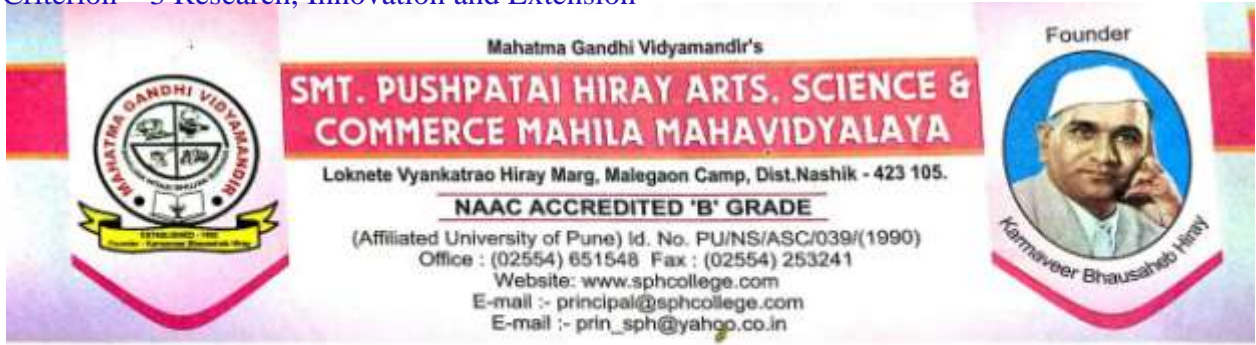 Criterion – 3 Research, Innovation and Extension
Mahatma Gandhi Vidyamandir's
SMT. PUSHPATAI HIRAY ARTS, SCIENCE &
COMMERCE MAHILA MAHAVIDYALAYA
Loknete Vyankatrao Hiray Marg, Malegaon Camp, Dist.Nashik - 423 105.
NAAC ACCREDITED 'B' GRADE
(Affiliated University of Pune) Id. No. PU/NS/ASC/039/(1990)
Office : (02554) 651548 Fax : (02554) 253241
Website: www.sphcollege.com
E-mail :- principal@sphcollege.com
E-mail :- prin_sph@yahoo.co.in
MAHATMA GANDHI VIDYAMANDIR
Founder
Karmaveer Bhausaheb Hiray